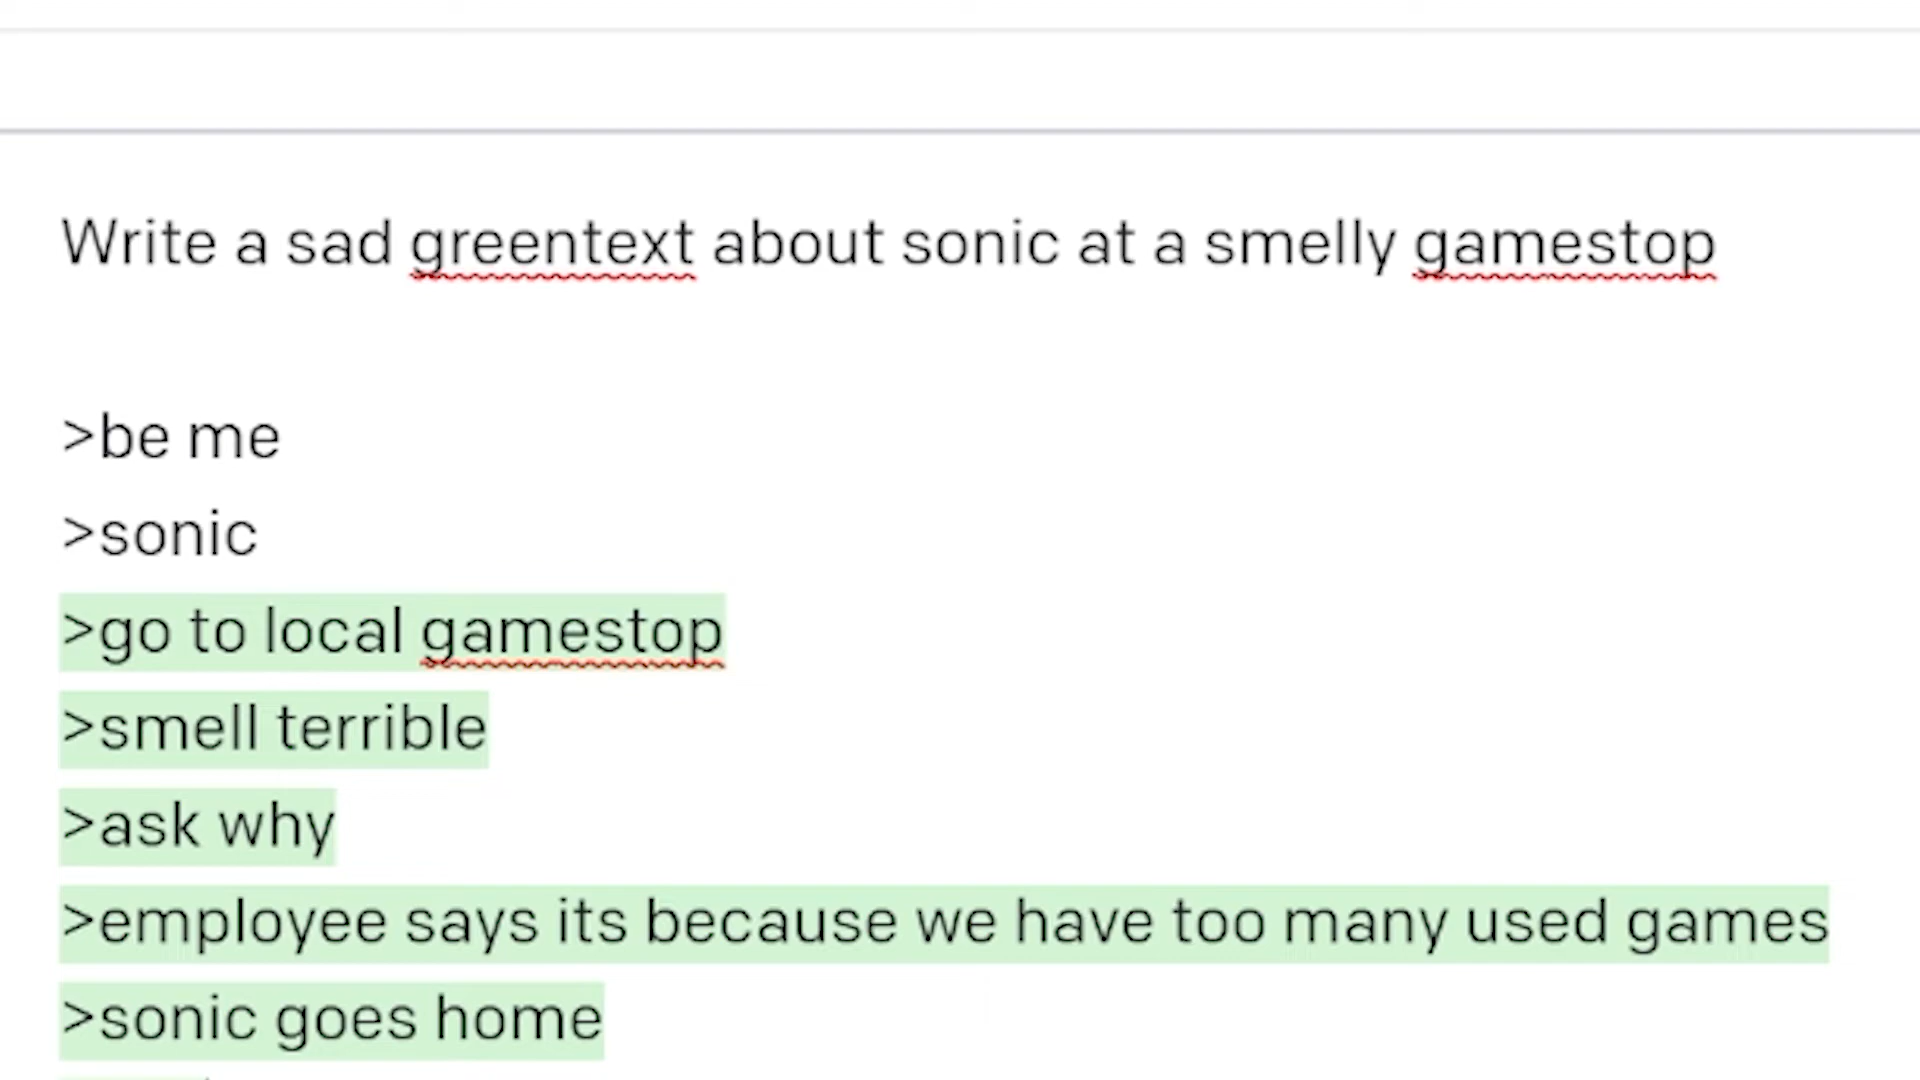 Write a sad greentext about sonic at a smelly gamestop
>be me
>sonic
>go to local gamestop
>smell terrible
>ask why
>employee says its because we have too many used games
>sonic goes home